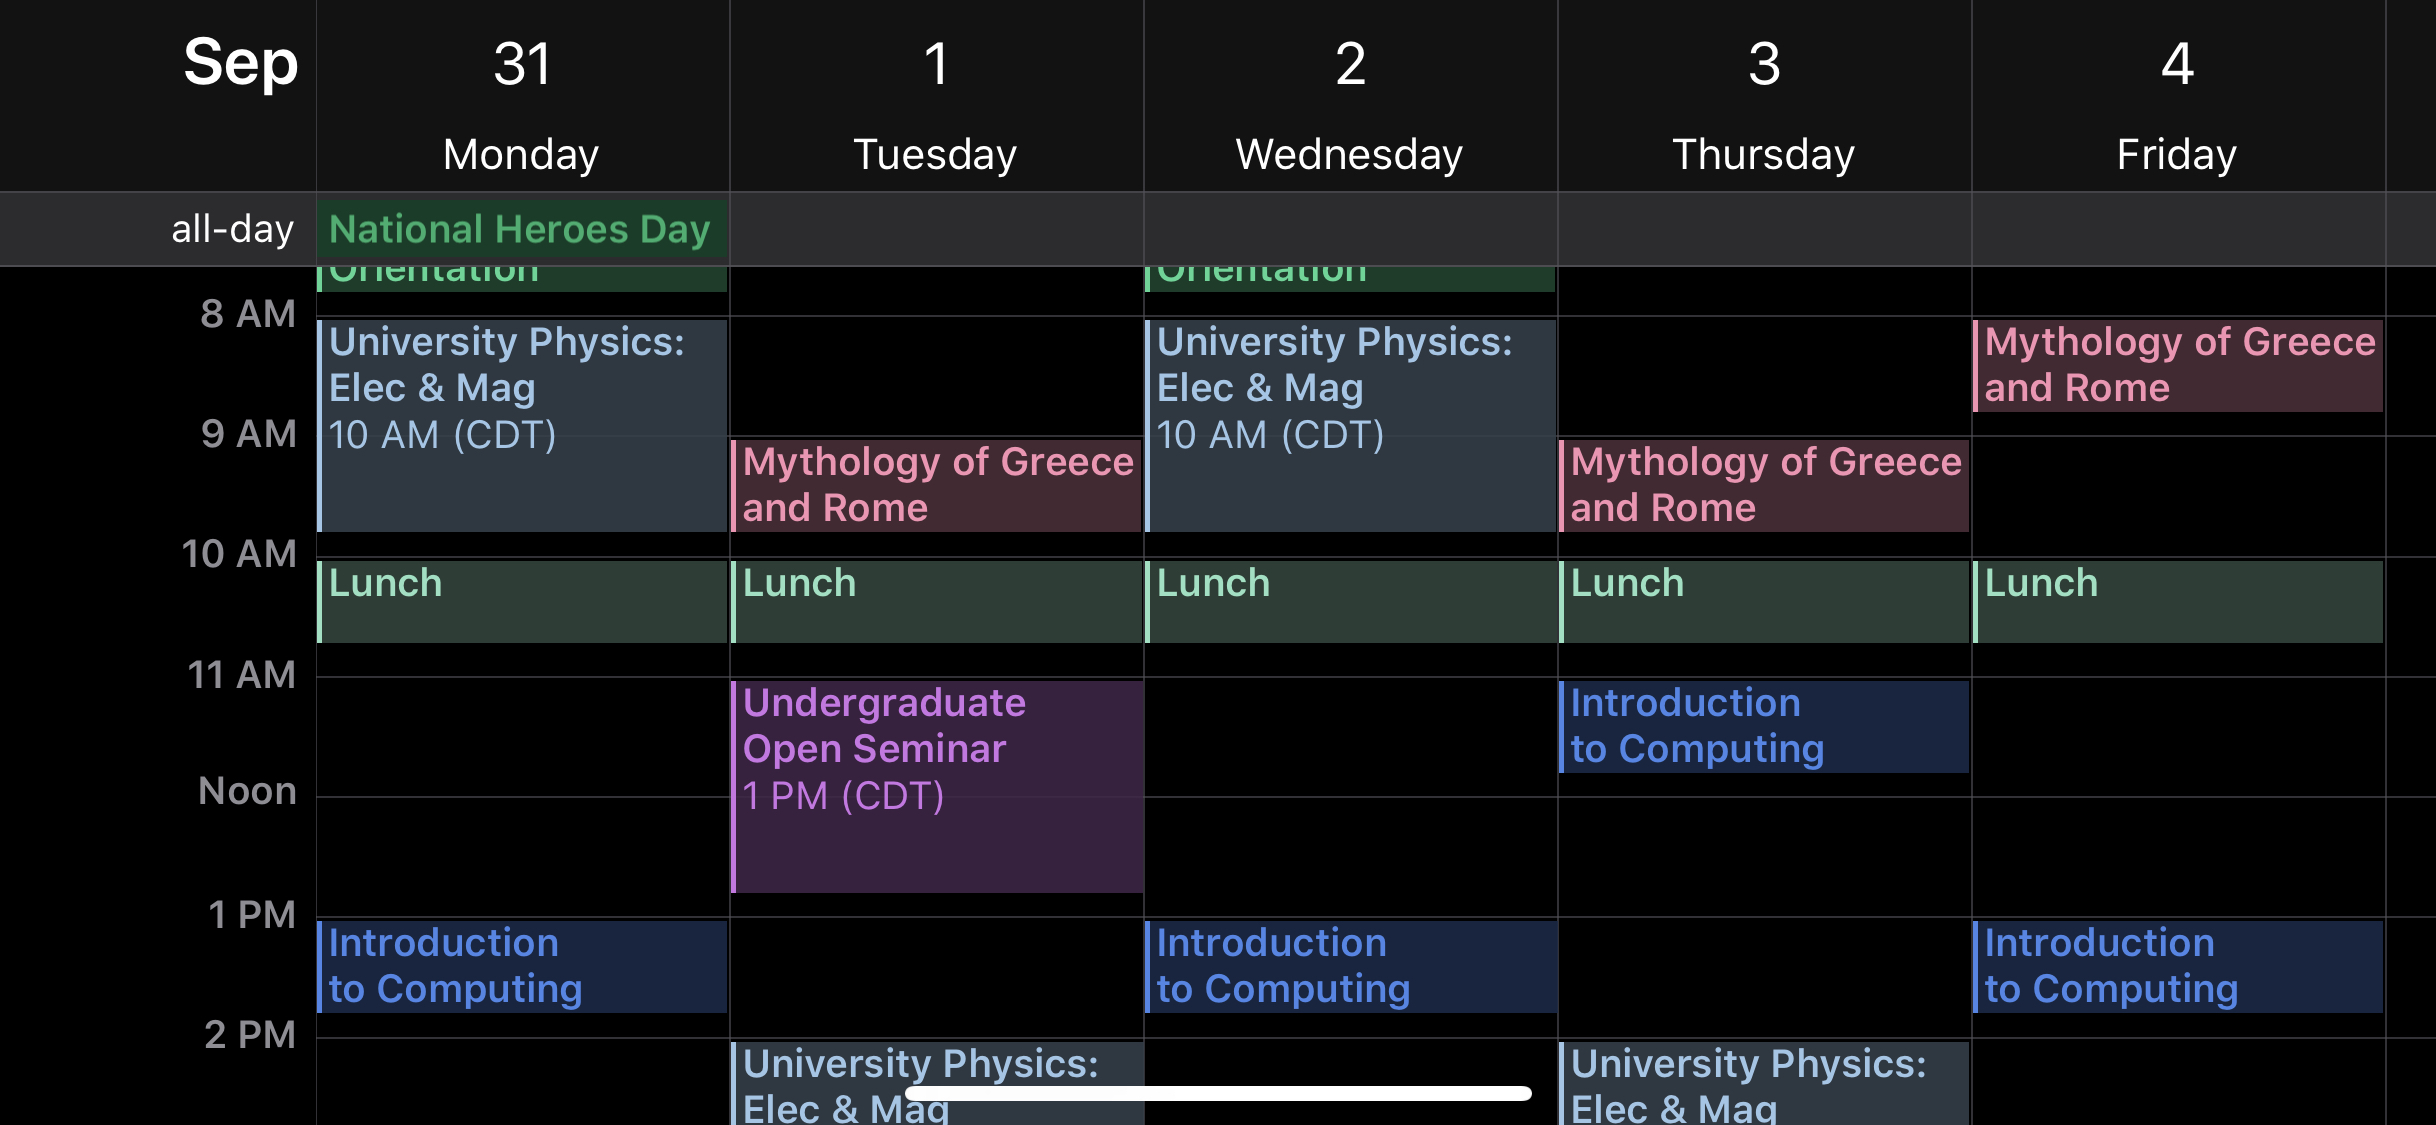 Sep
31
1
2
3
4
Monday
Tuesday
Wednesday
Thursday
Friday
all-day
National Heroes Day
Orientation
Orientation
8 AM
University Physics:
Elec & Mag
10 AM (CDT)
University Physics:
Elec & Mag
10 AM (CDT)
Mythology of Greece
and Rome
9 AM
Mythology of Greece
and Rome
Mythology of Greece
and Rome
10 AM
Lunch
Lunch
Lunch
Lunch
Lunch
11 AM
Undergraduate
Open Seminar
1 PM (CDT)
Introduction
to Computing
Noon
1 PM
Introduction
to Computing
Introduction
to Computing
Introduction
to Computing
2 PM
University Physics:
Elec & Mag
University Physics:
Elec & Mag